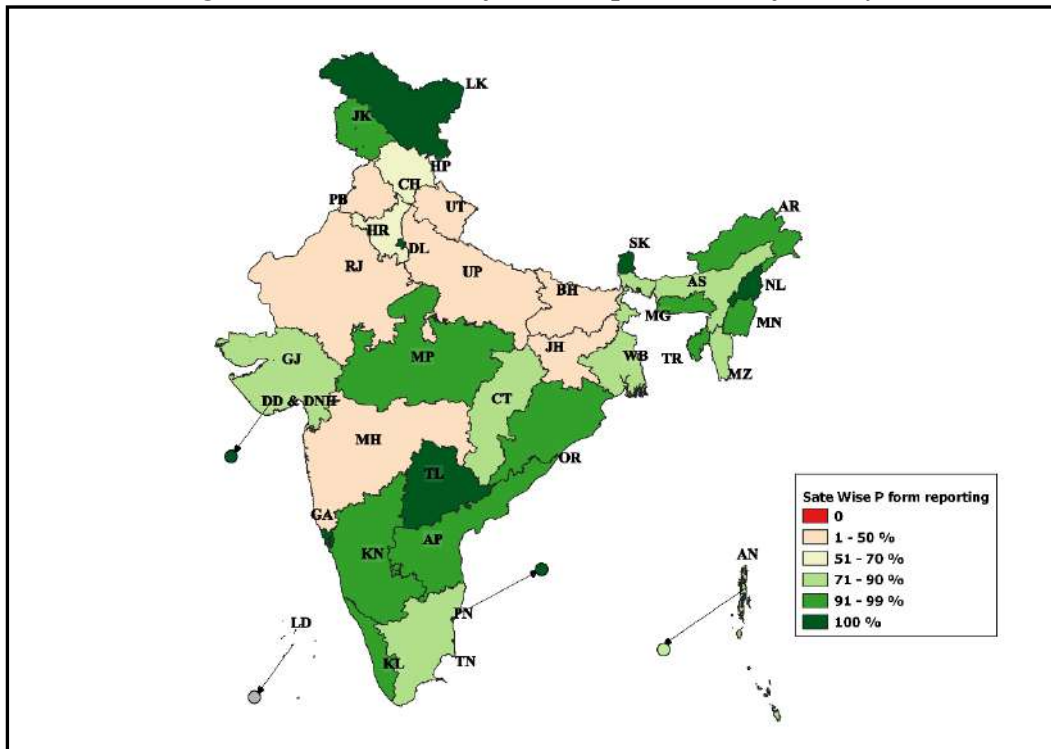 LK
JK
HP
CH
PB
UT
AR
HR
DL
SK
RJ
UP
AS
NL
BH
MG
MN
GJ
MP
JH
WB
TR
MZ
DD & DNH
CT
MH
OR
TL
Sate Wise P form reporting
0
1 - 50 %
51 - 70 %
71 - 90 %
91 - 99 %
100 %
GA
KN
AP
AN
PN
LD
KL
TN